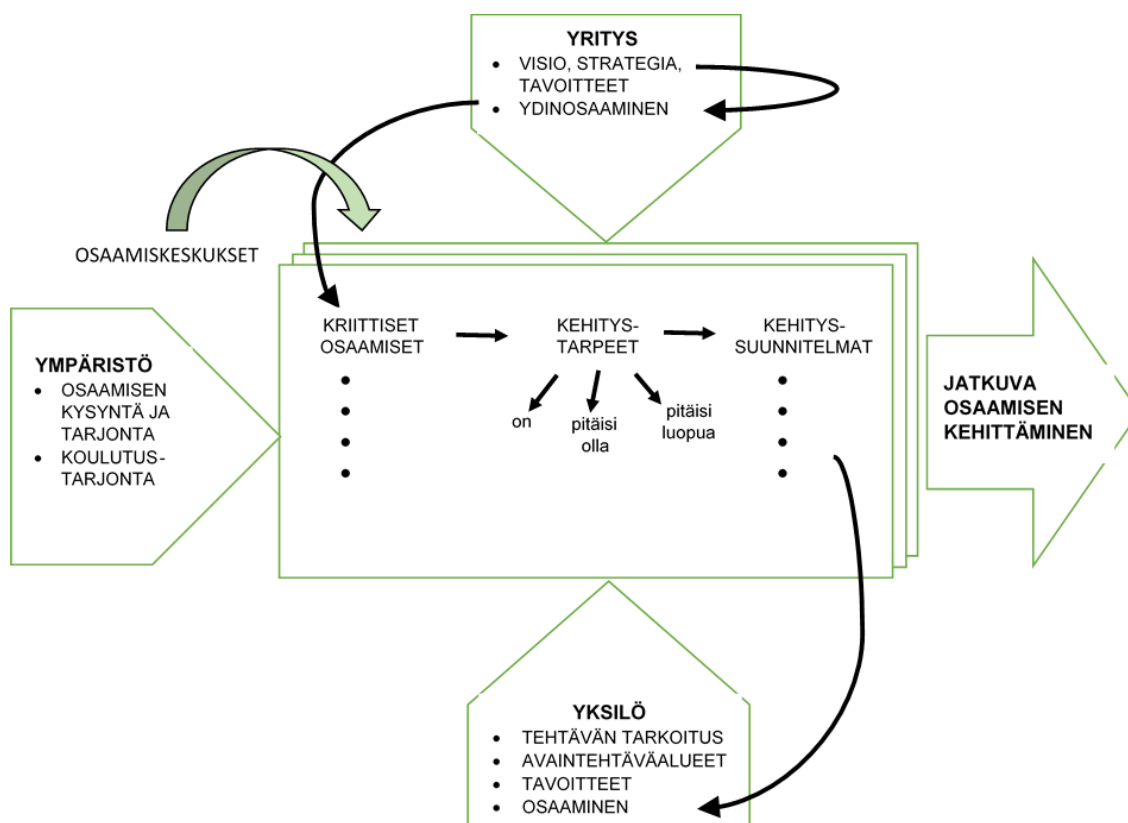 YRITYS
• VISIO, STRATEGIA,
TAVOITTEET
• YDINOSAAMINEN
OSAAMISKESKUKSET
YMPÄRISTÖ
• OSAAMISEN
KYSYNTÄ JA
TARJONTA
• KOULUTUS-
TARJONTA
KRIITTISET
OSAAMISET
KEHITYS-
TARPEET
on
pitäisi
olla
pitäisi
luopua
KEHITYS-
SUUNNITELMAT
JATKUVA
OSAAMISEN
KEHITTÄMINEN
YKSILÖ
• TEHTÄVÄN TARKOITUS
• AVAINTEHTÄVÄALUEET
• TAVOITTEET
• OSAAMINEN